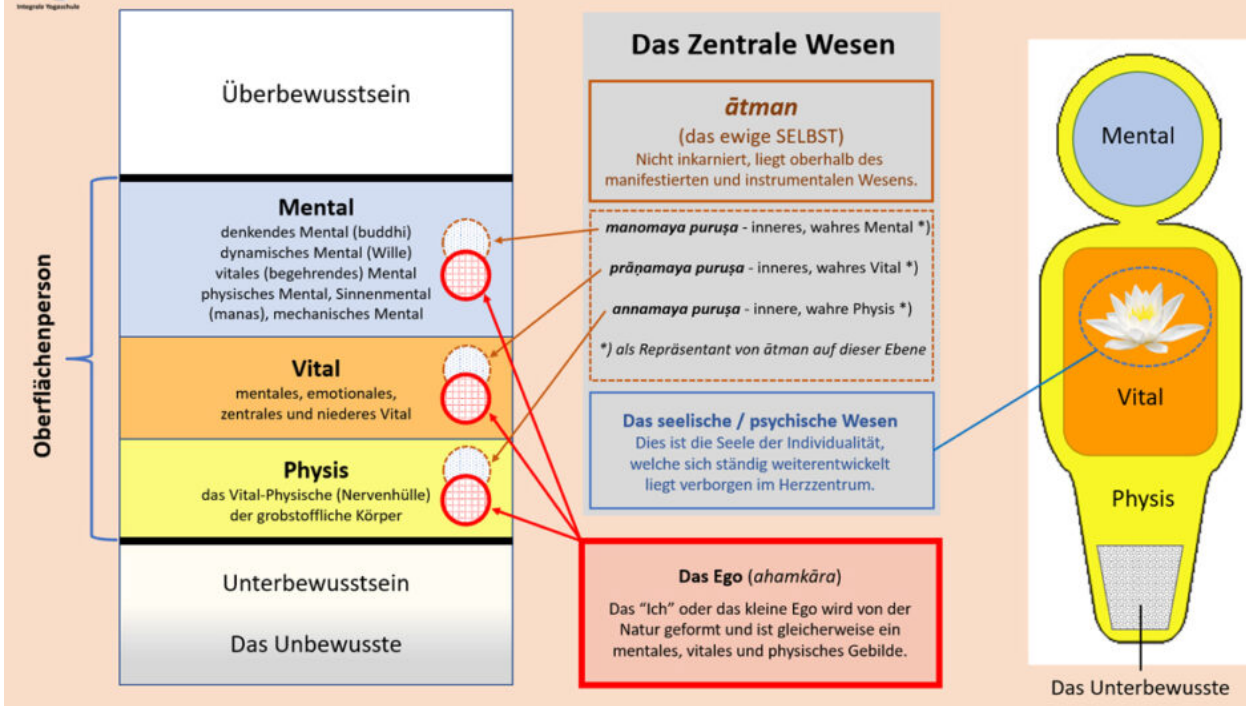 Integrale Yogaschule
Überbewusstsein
Oberflächenperson
Mental
denkendes Mental (buddhi)
dynamisches Mental (Wille)
vitales (begehrendes) Mental
physisches Mental, Sinnenmental
(manas), mechanisches Mental
Vital
mentales, emotionales,
zentrales und niederes Vital
Physis
das Vital-Physische (Nervenhülle)
der grobstoffliche Körper
Unterbewusstsein
Das Unbewusste
Das Zentrale Wesen
ātman
(das ewige SELBST)
Nicht inkarniert, liegt oberhalb des
manifestierten und instrumentalen Wesens.
manomaya puruṣa - inneres, wahres Mental *)
prāṇamaya puruṣa - inneres, wahres Vital *)
annamaya puruṣa - innere, wahre Physis *)
*) als Repräsentant von ātman auf dieser Ebene
Das seelische / psychische Wesen
Dies ist die Seele der Individualität,
welche sich ständig weiterentwickelt
liegt verborgen im Herzzentrum.
Das Ego (ahamkāra)
Das "Ich" oder das kleine Ego wird von der
Natur geformt und ist gleicherweise ein
mentales, vitales und physisches Gebilde.
Mental
Vital
Physis
Das Unterbewusste